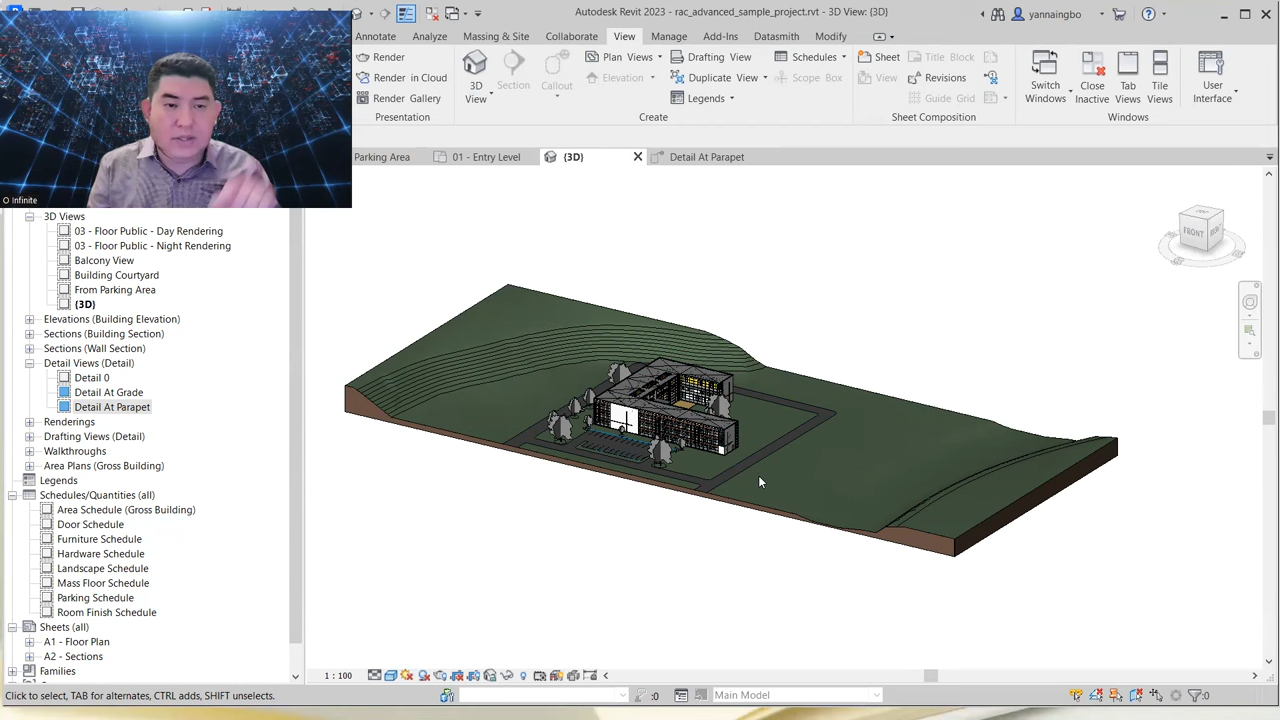 Autodesk Revit 2023 - rac_advanced_sample_project.rvt - 3D View: {3D}
yannaingbo
Annotate Analyze Massing & Site Collaborate View Manage Add-Ins Datasmith Modify
Render
Render in Cloud
Render Gallery
Presentation
3D
View
Section
Callout
Plan Views
Elevation
Drafting View
Duplicate View
Legends
Schedules
Scope Box
Create
Sheet
View
Title Block
Revisions
Guide Grid
Sheet Composition
Switch
Windows
Close
Inactive
Tab
Views
Tile
Views
Windows
User
Interface
Parking Area
01 - Entry Level
{3D}
Detail At Parapet
O Infinite
3D Views
03 - Floor Public - Day Rendering
03 - Floor Public - Night Rendering
Balcony View
Building Courtyard
From Parking Area
{3D}
Elevations (Building Elevation)
Sections (Building Section)
Sections (Wall Section)
Detail Views (Detail)
Detail 0
Detail At Grade
Detail At Parapet
Renderings
Drafting Views (Detail)
Walkthroughs
Area Plans (Gross Building)
Legends
Schedules/Quantities (all)
Area Schedule (Gross Building)
Door Schedule
Furniture Schedule
Hardware Schedule
Landscape Schedule
Mass Floor Schedule
Parking Schedule
Room Finish Schedule
Sheets (all)
A1 - Floor Plan
A2 - Sections
Families
FRONT
1 : 100
Click to select, TAB for alternates, CTRL adds, SHIFT unselects.
:0
Main Model
:0